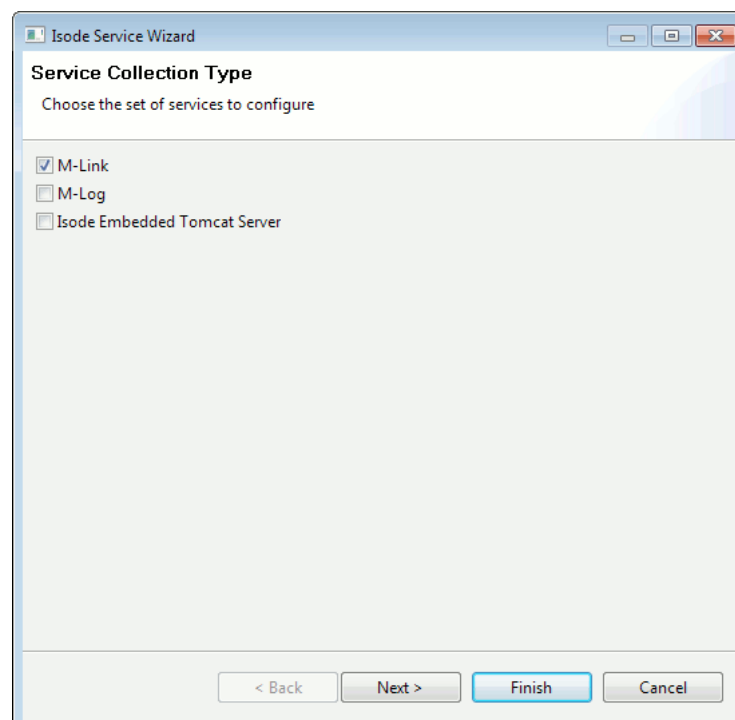 Isode Service Wizard
Service Collection Type
Choose the set of services to configure
M-Link
M-Log
Isode Embedded Tomcat Server
< Back Next > Finish Cancel